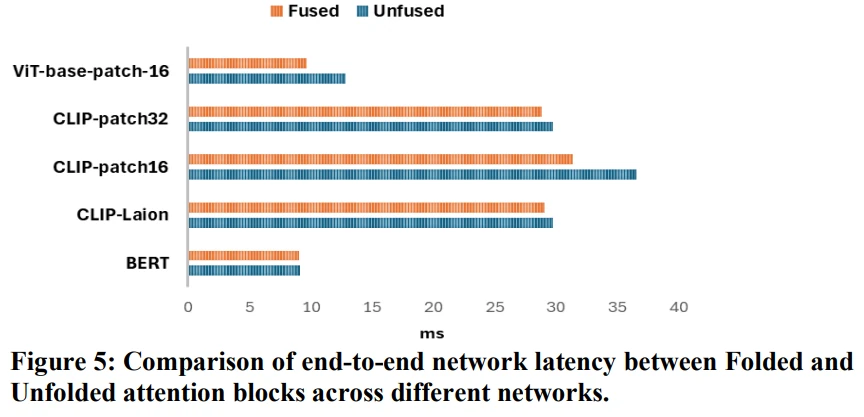 Fused Unfused
ViT-base-patch-16
CLIP-patch32
CLIP-patch16
CLIP-Laion
BERT
0 5 10 15 20 25 30 35 40
ms
Figure 5: Comparison of end-to-end network latency between Folded and
Unfolded attention blocks across different networks.